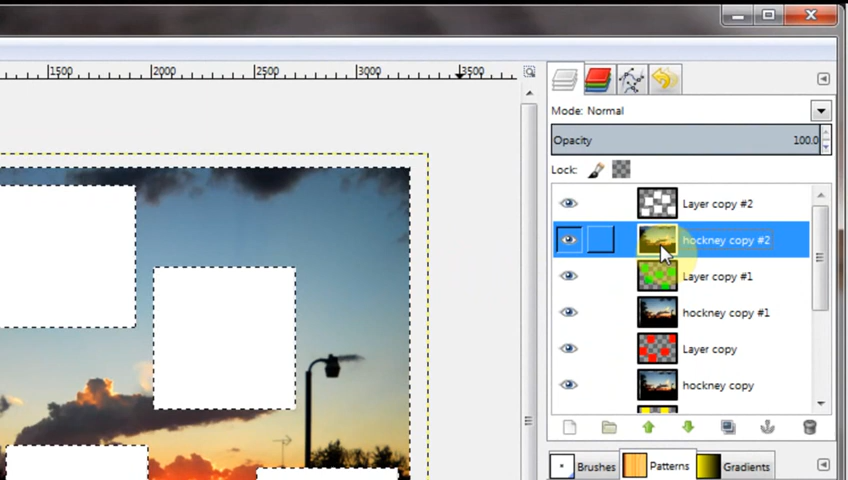 1500 2000 2500 3000 3500
Mode: Normal
Opacity 100.0
Lock:
Layer copy #2
hockney copy #2
Layer copy #1
hockney copy #1
Layer copy
hockney copy
Brushes Patterns Gradients